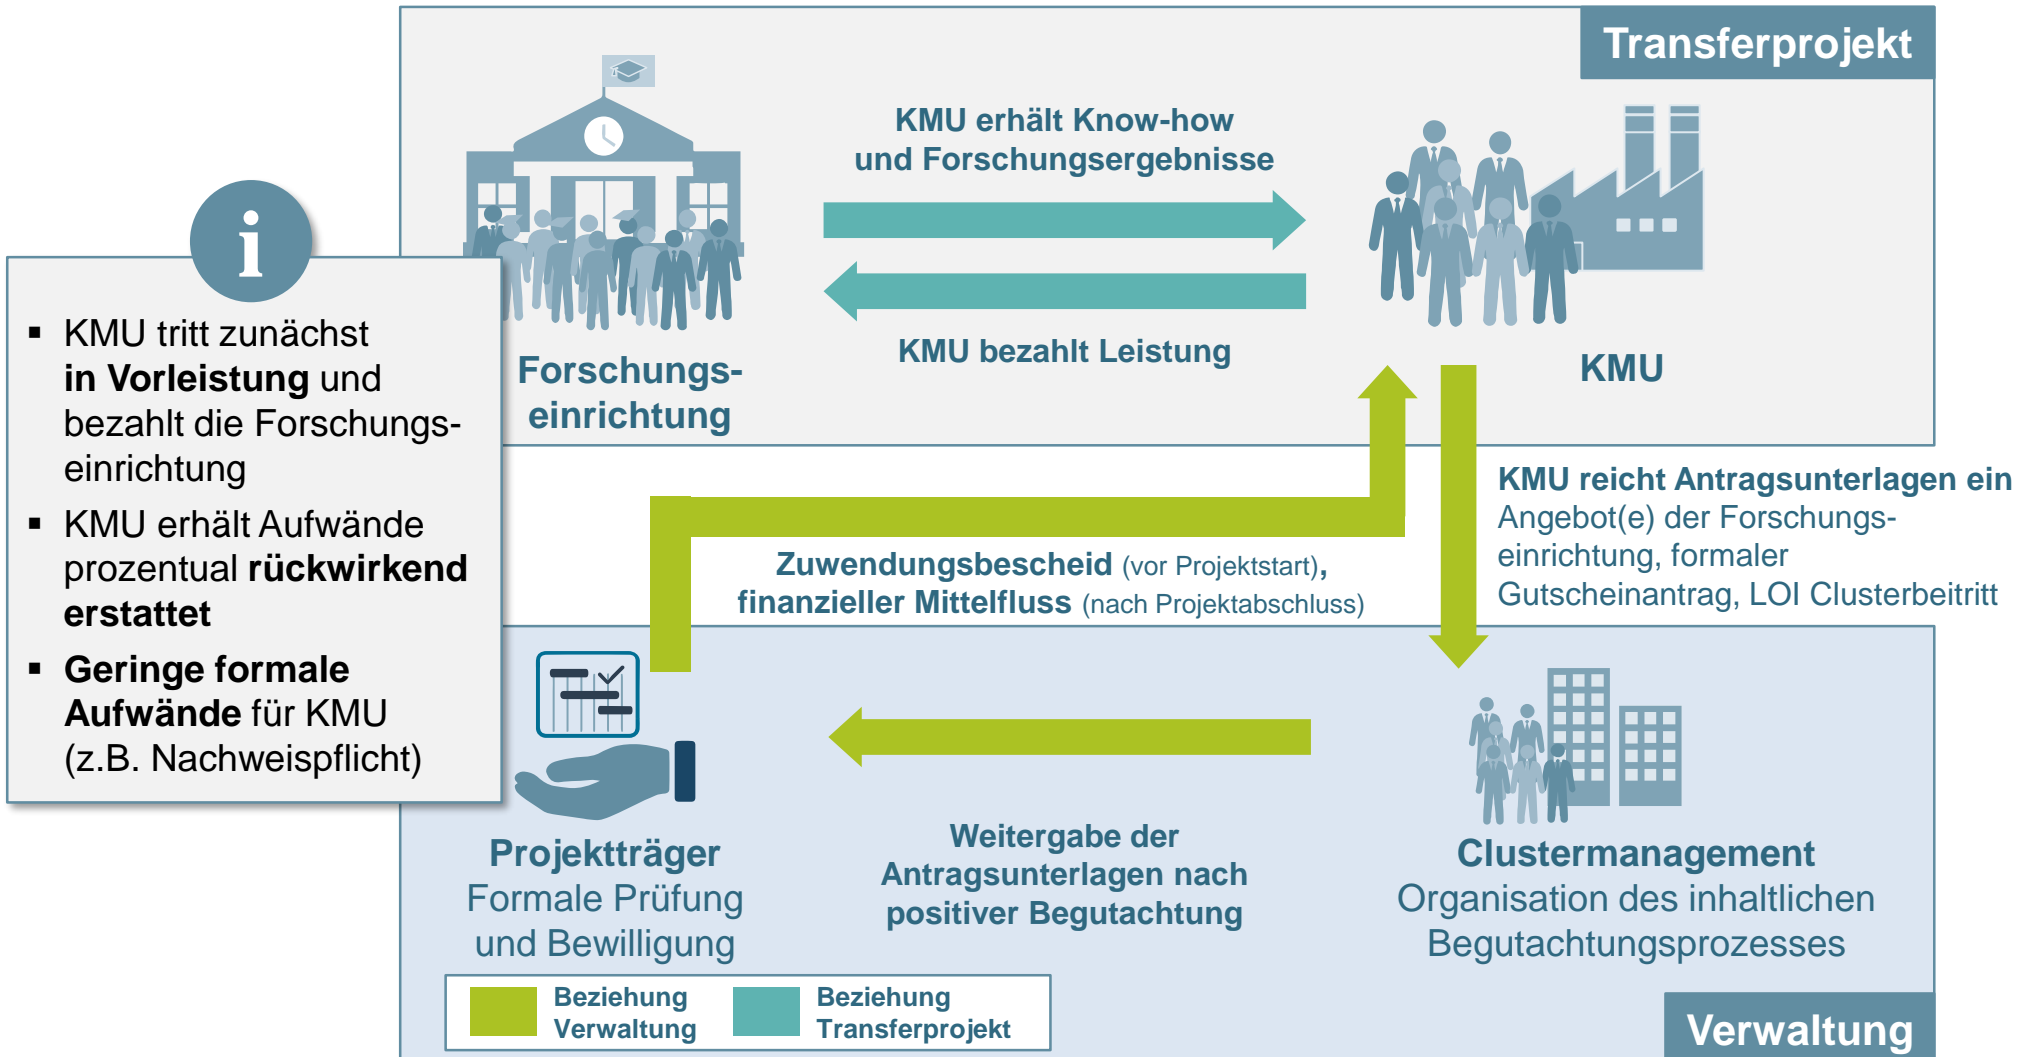 Transferprojekt
KMU erhält Know-how
und Forschungsergebnisse
KMU bezahlt Leistung
Forschungs-
einrichtung
KMU
i
▪ KMU tritt zunächst
in Vorleistung und
bezahlt die Forschungs-
einrichtung
▪ KMU erhält Aufwände
prozentual rückwirkend
erstattet
▪ Geringe formale
Aufwände für KMU
(z.B. Nachweispflicht)
KMU reicht Antragsunterlagen ein
Angebot(e) der Forschungs-
einrichtung, formaler
Gutscheinantrag, LOI Clusterbeitritt
Zuwendungsbescheid (vor Projektstart),
finanzieller Mittelfluss (nach Projektabschluss)
Projektträger
Formale Prüfung
und Bewilligung
Weitergabe der
Antragsunterlagen nach
positiver Begutachtung
Clustermanagement
Organisation des inhaltlichen
Begutachtungsprozesses
Beziehung
Verwaltung
Beziehung
Transferprojekt
Verwaltung